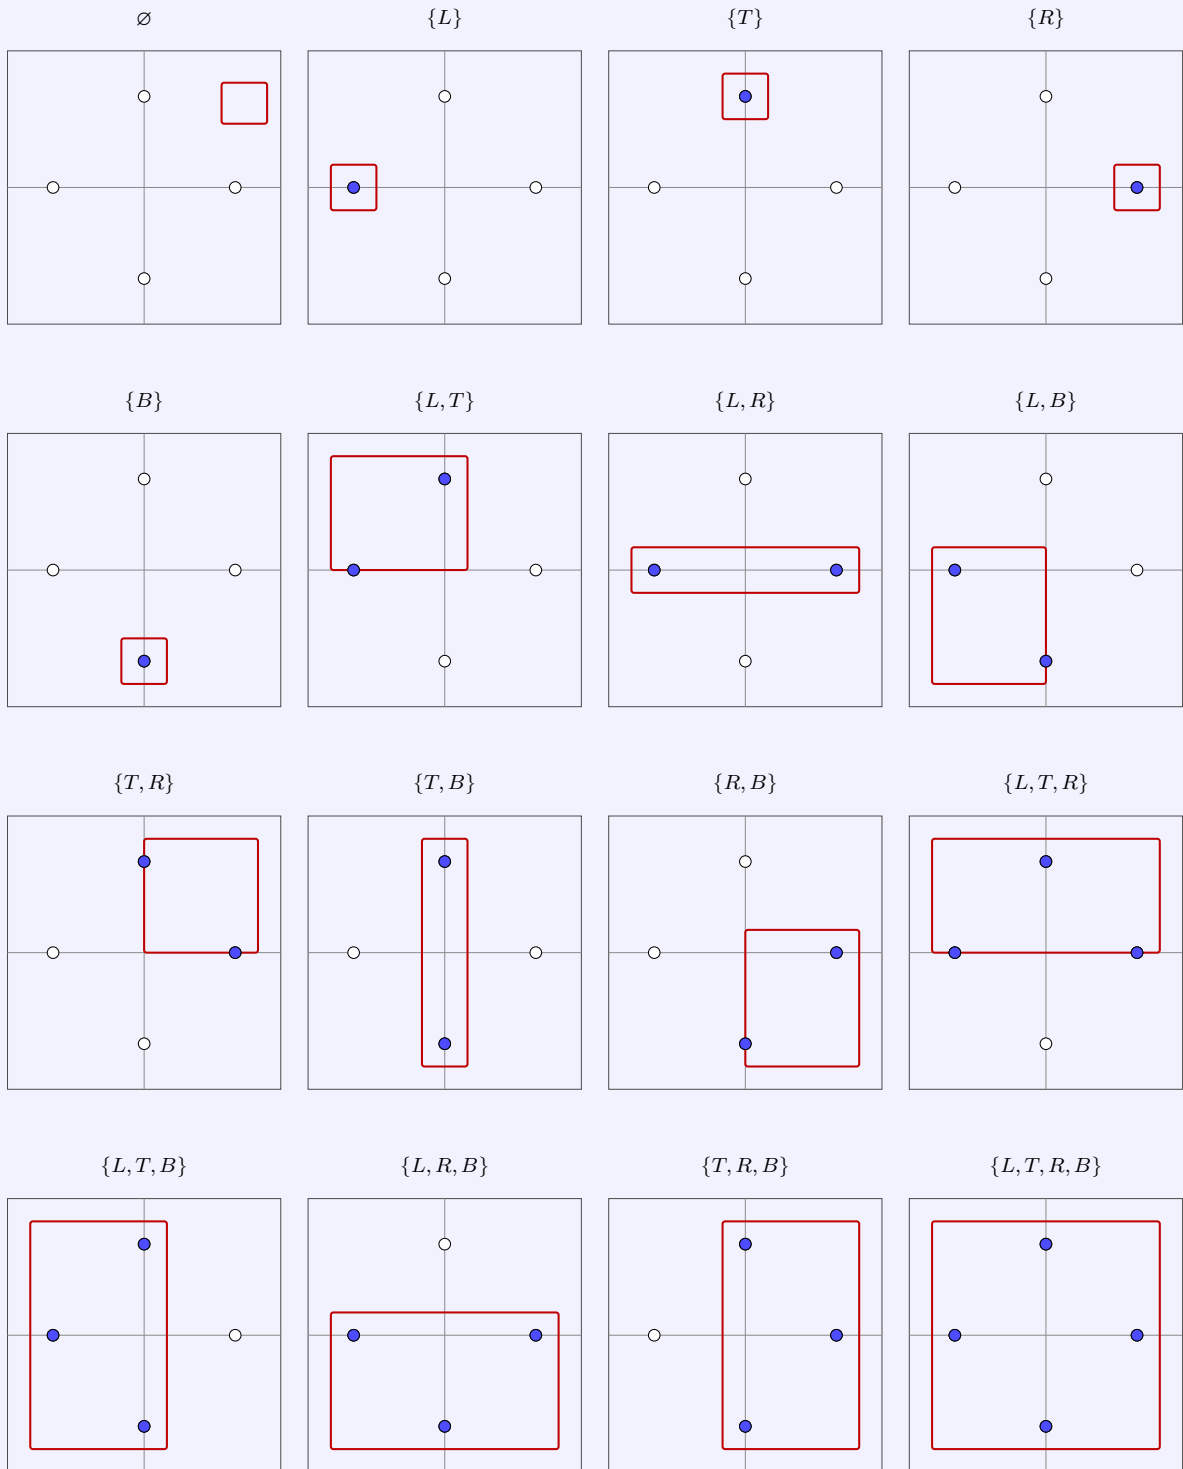 ∅
{L}
{T}
{R}
{B}
{L, T}
{L, R}
{L, B}
{T, R}
{T, B}
{R, B}
{L, T, R}
{L, T, B}
{L, R, B}
{T, R, B}
{L, T, R, B}